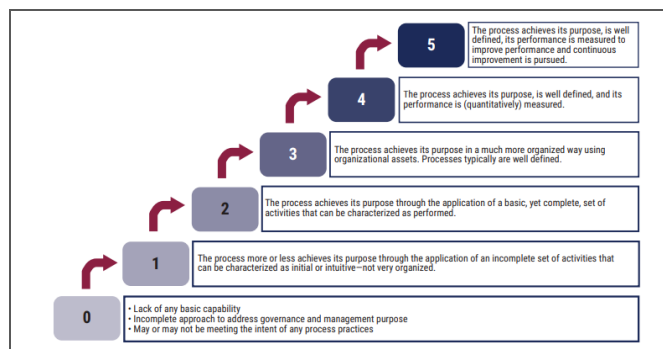 5
The process achieves its purpose, is well
defined, its performance is measured to
improve performance and continuous
improvement is pursued.
4
The process achieves its purpose, is well defined, and its
performance is (quantitatively) measured.
3
The process achieves its purpose in a much more organized way using
organizational assets. Processes typically are well defined.
2
The process achieves its purpose through the application of a basic, yet complete, set of
activities that can be characterized as performed.
1
The process more or less achieves its purpose through the application of an incomplete set of activities that
can be characterized as initial or intuitive—not very organized.
0
• Lack of any basic capability
• Incomplete approach to address governance and management purpose
• May or may not be meeting the intent of any process practices